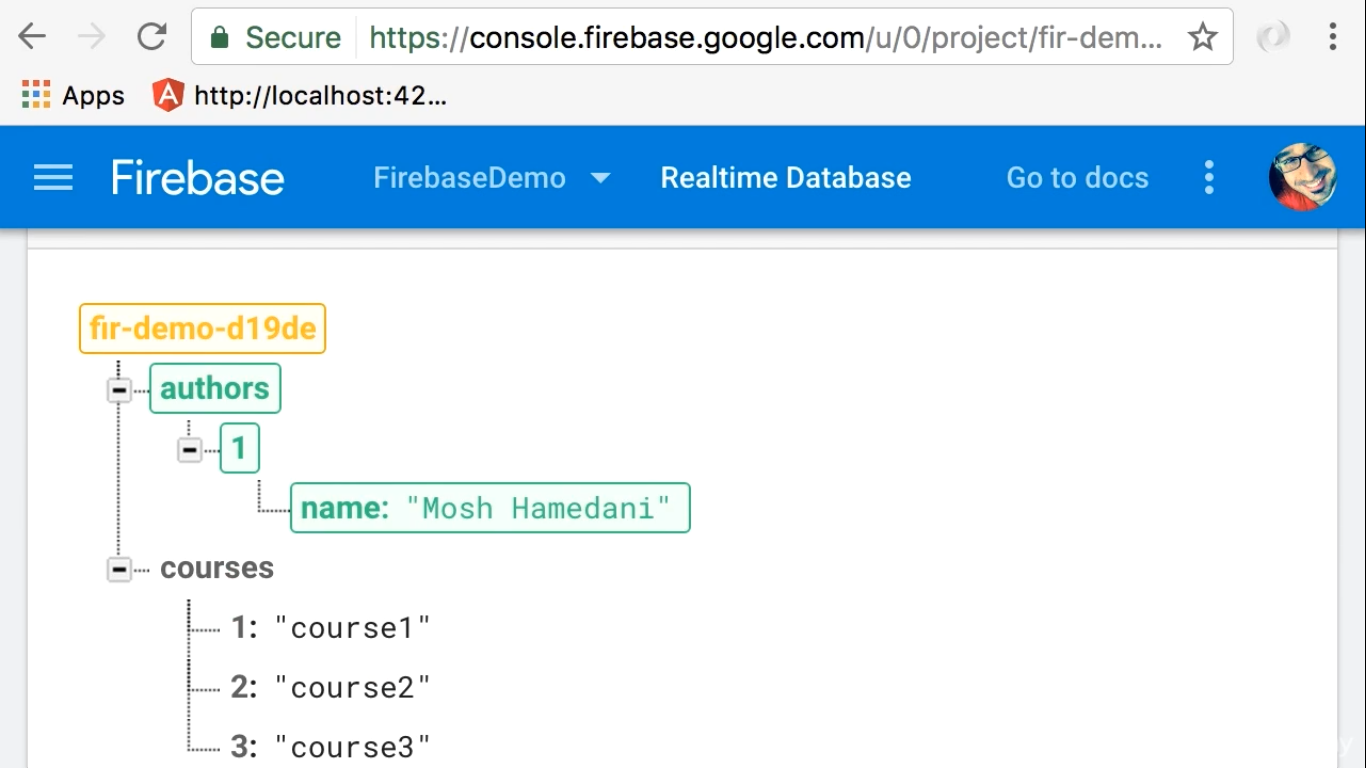 Secure https://console.firebase.google.com/u/0/project/fir-dem...
Apps http://localhost:42...
Firebase FirebaseDemo Realtime Database Go to docs
fir-demo-d19de
authors
1
name: "Mosh Hamedani"
courses
1: "course1"
2: "course2"
3: "course3"